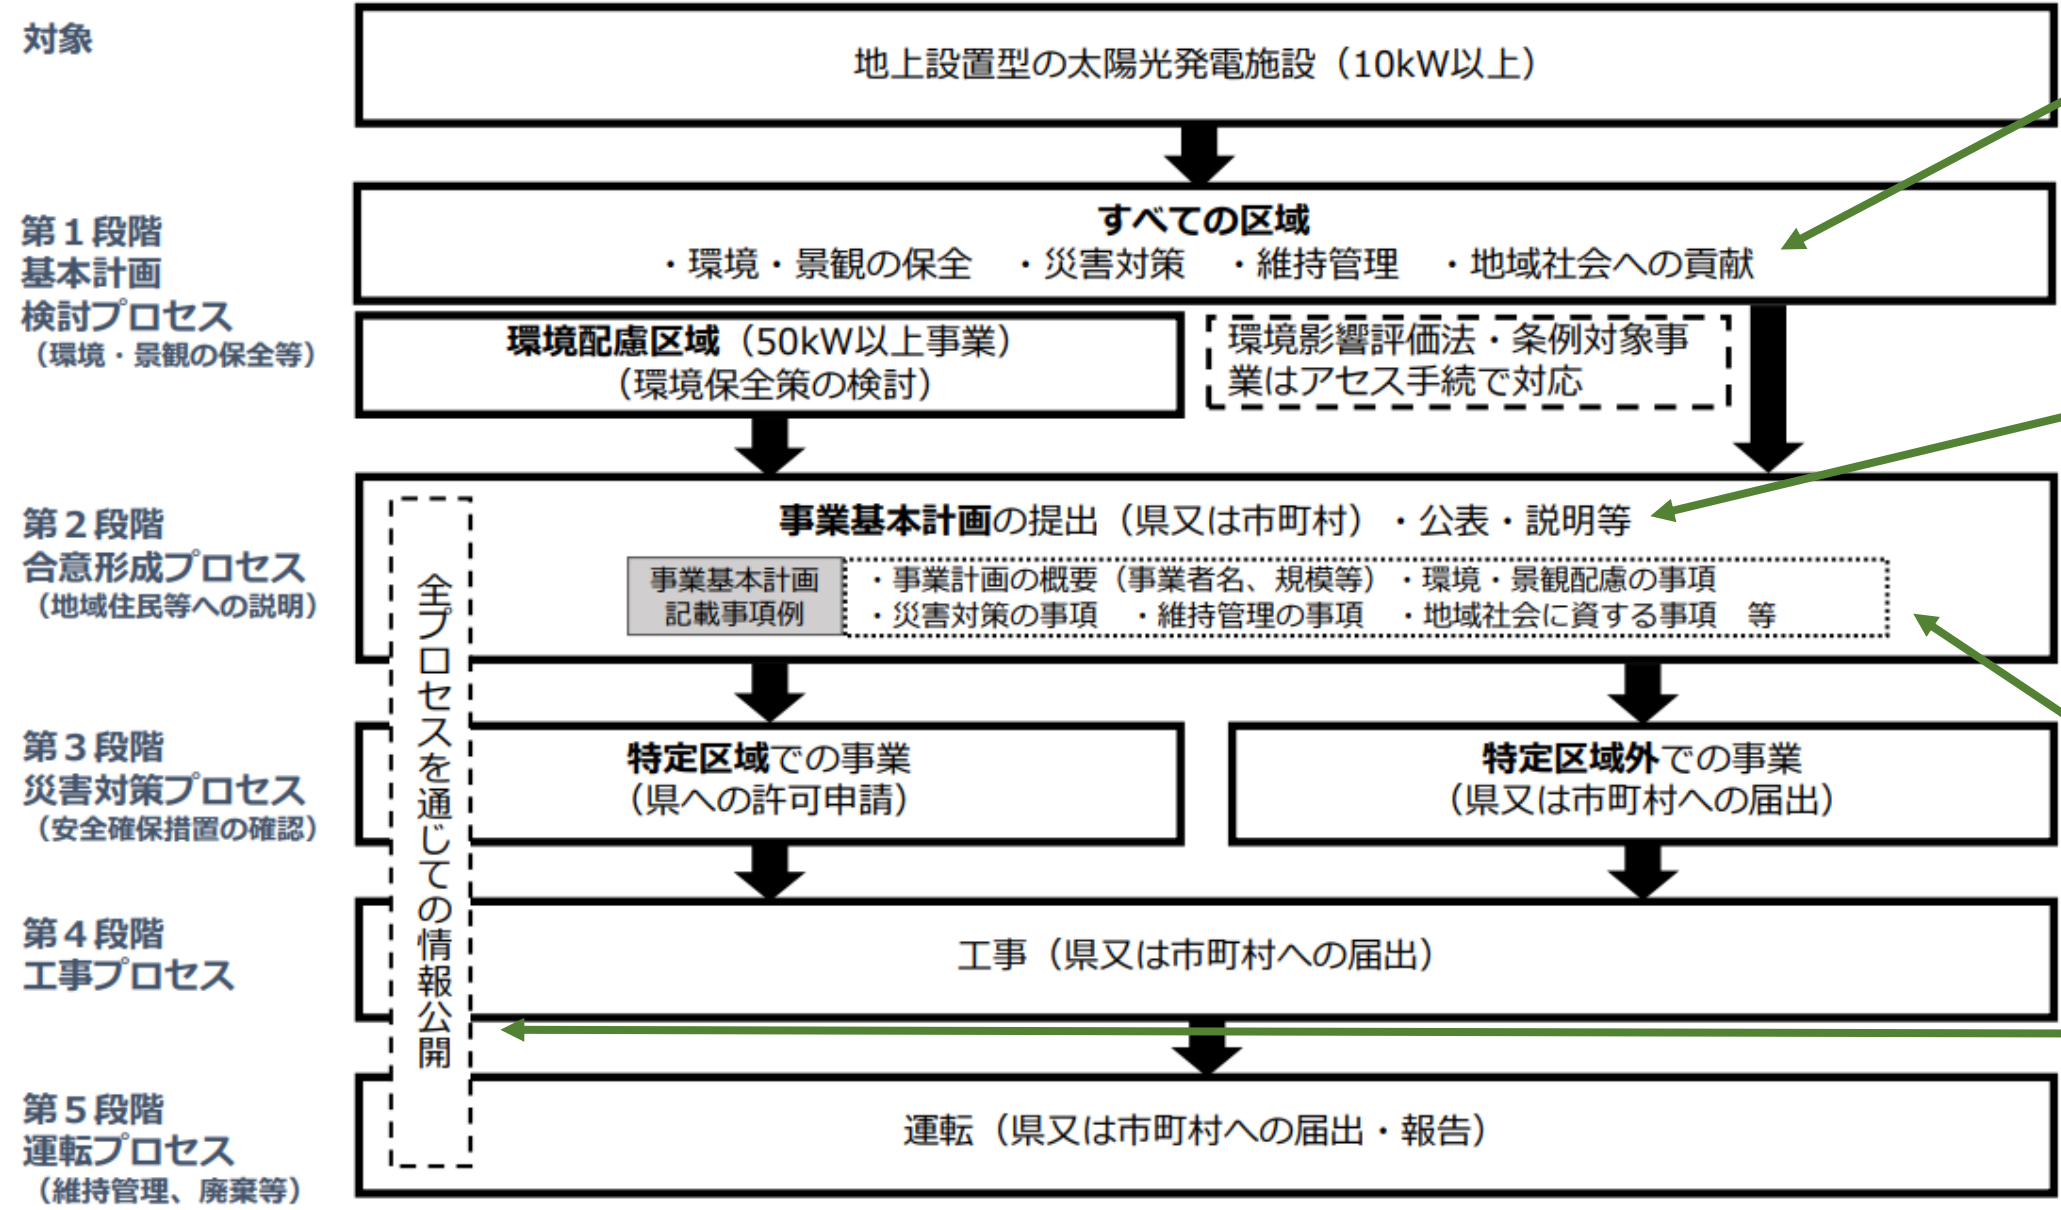 対象
地上設置型の太陽光発電施設（10kW以上）
第１段階
基本計画
検討プロセス
（環境・景観の保全等）
すべての区域
・環境・景観の保全　・災害対策　・維持管理　・地域社会への貢献
環境配慮区域（50kW以上事業）
（環境保全策の検討）
環境影響評価法・条例対象事
業はアセス手続で対応
第２段階
合意形成プロセス
（地域住民等への説明）
事業基本計画の提出（県又は市町村）・公表・説明等
事業基本計画
記載事項例
・事業計画の概要（事業者名、規模等）・環境・景観配慮の事項
・災害対策の事項　・維持管理の事項　・地域社会に資する事項　等
全プロセスを通じての情報公開
第３段階
災害対策プロセス
（安全確保措置の確認）
特定区域での事業
（県への許可申請）
特定区域外での事業
（県又は市町村への届出）
第４段階
工事プロセス
工事（県又は市町村への届出）
第５段階
運転プロセス
（維持管理、廃棄等）
運転（県又は市町村への届出・報告）